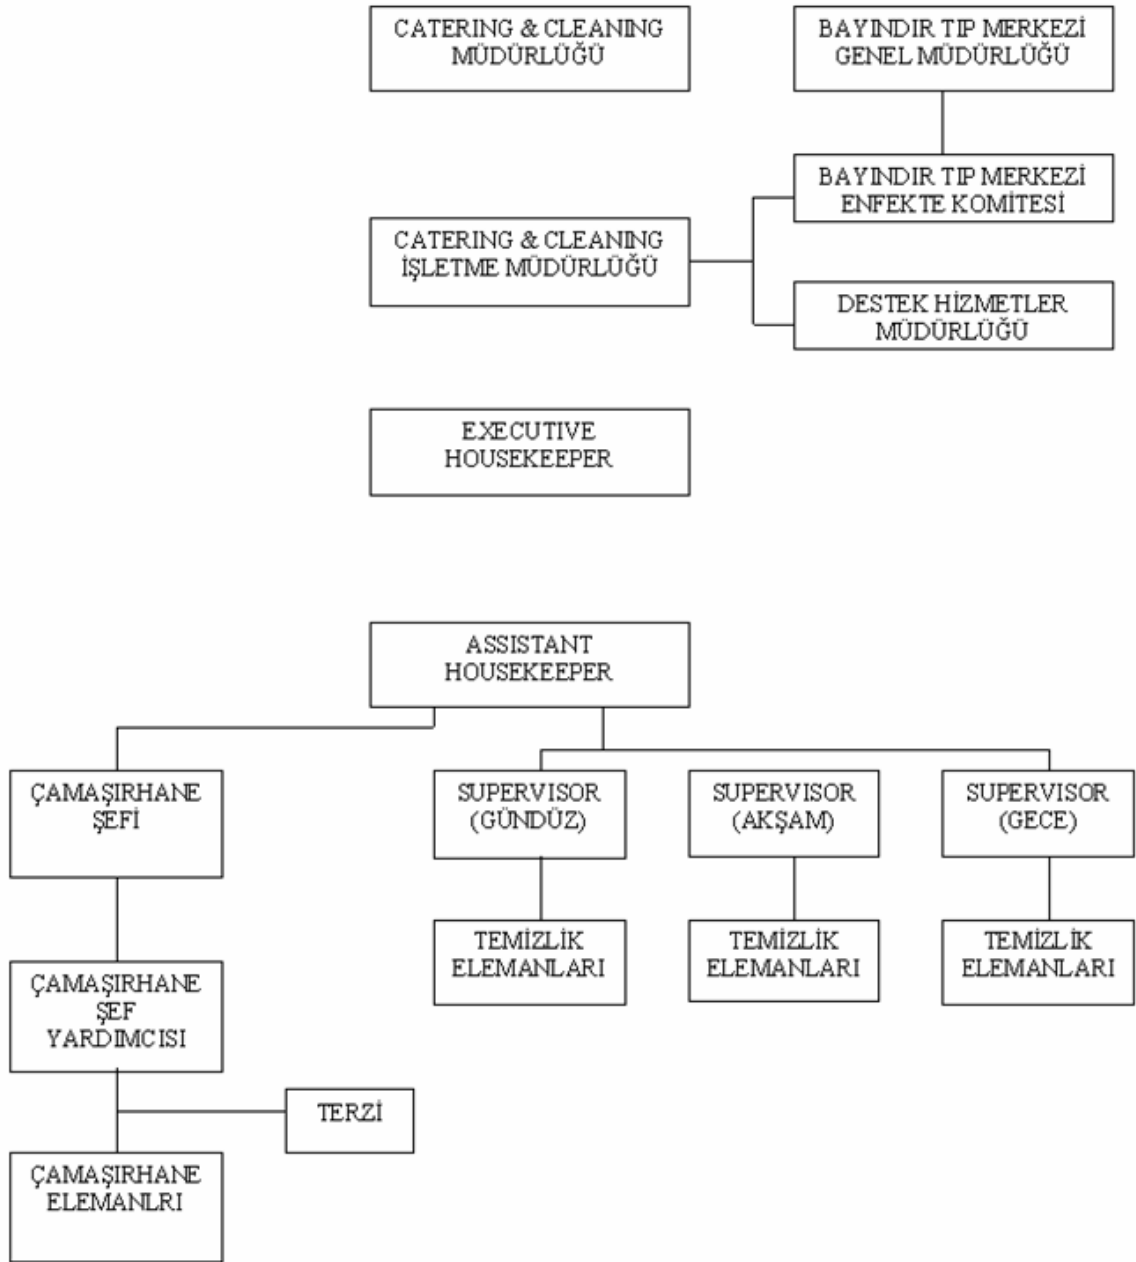 CATERING & CLEANING
MÜDÜRLÜĞÜ
BAYINDIR TIP MERKEZİ
GENEL MÜDÜRLÜĞÜ
BAYINDIR TIP MERKEZİ
ENFEKTE KOMİTESİ
CATERING & CLEANING
İŞLETME MÜDÜRLÜĞÜ
DESTEK HİZMETLER
MÜDÜRLÜĞÜ
EXECUTIVE
HOUSEKEEPER
ASSISTANT
HOUSEKEEPER
ÇAMAŞIRHANE
ŞEFİ
SUPERVISOR
(GÜNDÜZ)
SUPERVISOR
(AKŞAM)
SUPERVISOR
(GECE)
TEMİZLİK
ELEMANLARI
TEMİZLİK
ELEMANLARI
TEMİZLİK
ELEMANLARI
ÇAMAŞIRHANE
ŞEF
YARDIMCISI
TERZİ
ÇAMAŞIRHANE
ELEMANLRI